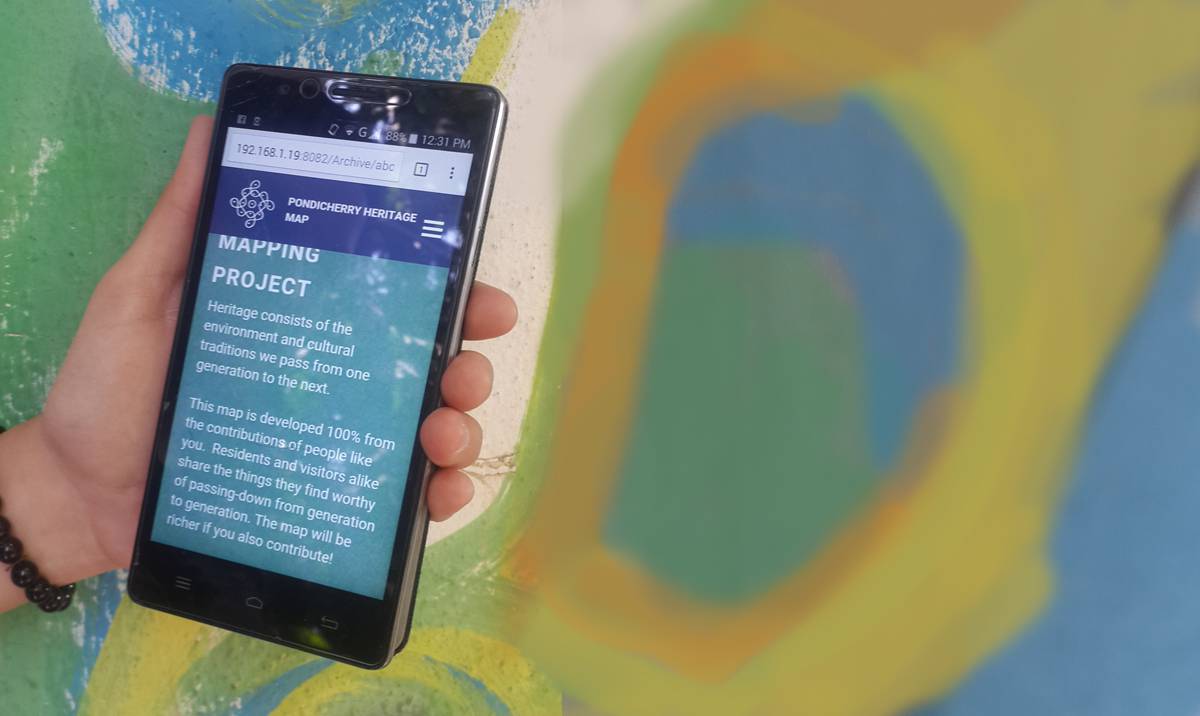 G 88% 12:31 PM
192.168.1.19:8082/Archive/abc
1
PONDICHERRY HERITAGE
MAP
MAPPING
PROJECT
Heritage consists of the
environment and cultural
traditions we pass from one
generation to the next.
This map is developed 100% from
the contributions of people like
you. Residents and visitors alike
share the things they find worthy
of passing-down from generation
to generation. The map will be
richer if you also contribute!